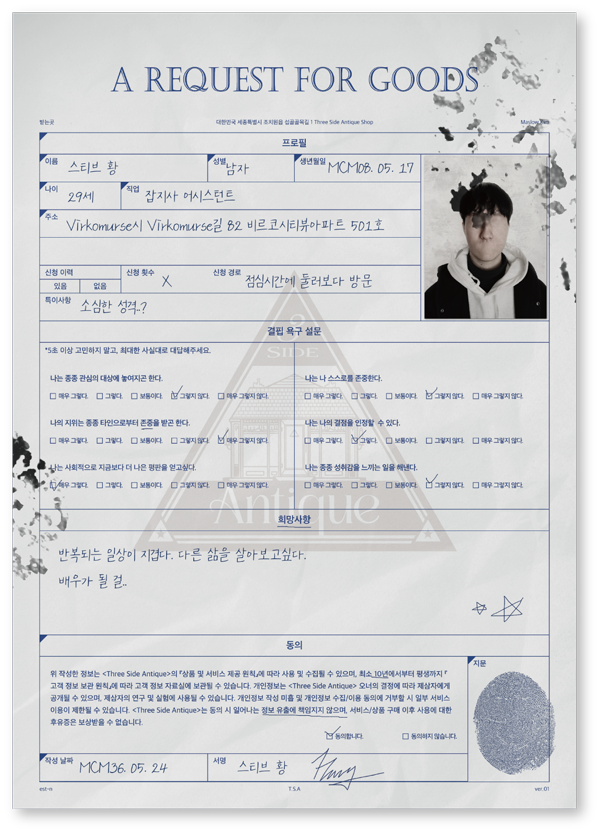 A REQUEST FOR GOODS
받는곳
대한민국 세종특별시 조치원읍 섭골골목길 1 Three Side Antique Shop
프로필
이름 스티브 황
성별 남자
생년월일 MCM08. 05. 17
나이 29세
직업 잡지사 어시스턴트
주소 Virkomurse시 Virkomurse길 82 비르코시티뷰아파트 501호
신청 이력
있음 없음
신청 횟수 X
신청 경로 점심시간에 둘러보다 방문
특이사항 소심한 성격..?
결핍 욕구 설문
*5초 이상 고민하지 말고, 최대한 사실대로 대답해주세요.
나는 종종 관심의 대상에 놓여지곤 한다.
매우 그렇다. 그렇다. 보통이다. 그렇지 않다. 매우 그렇지 않다.
나의 지위는 종종 타인으로부터 존중을 받곤 한다.
매우 그렇다. 그렇다. 보통이다. 그렇지 않다. 매우 그렇지 않다.
나는 사회적으로 지금보다 더 나은 평판을 얻고싶다.
매우 그렇다. 그렇다. 보통이다. 그렇지 않다. 매우 그렇지 않다.
나는 나 스스로를 존중한다.
매우 그렇다. 그렇다. 보통이다. 그렇지 않다. 매우 그렇지 않다.
나는 나의 결점을 인정할 수 있다.
매우 그렇다. 그렇다. 보통이다. 그렇지 않다. 매우 그렇지 않다.
나는 종종 성취감을 느끼는 일을 해낸다.
매우 그렇다. 그렇다. 보통이다. 그렇지 않다. 매우 그렇지 않다.
3
SIDE
Antique
희망사항
반복되는 일상이 지겹다. 다른 삶을 살아보고싶다.
배우가 될 걸..
동의
위 작성한 정보는 <Three Side Antique>의 『상품 및 서비스 제공 원칙』에 따라 사용 및 수집될 수 있으며, 최소 10년에서부터 평생까지 『
고객 정보 보관 원칙』에 따라 고객 정보 자료실에 보관될 수 있습니다. 개인정보는 <Three Side Antique> 오너의 결정에 따라 제삼자에게
공개될 수 있으며, 제삼자의 연구 및 실험에 사용될 수 있습니다. 개인정보 작성 미흡 및 개인정보 수집/이용 동의에 거부할 시 일부 서비스
이용이 제한될 수 있습니다. <Three Side Antique>는 동의 시 일어나는 정보 유출에 책임지지 않으며, 서비스/상품 구매 이후 사용에 대한
후유증은 보상받을 수 없습니다.
동의합니다. 동의하지 않습니다.
지문
작성 날짜 MCM36. 05. 24
서명 스티브 황
est-n
T.S.A
ver.01